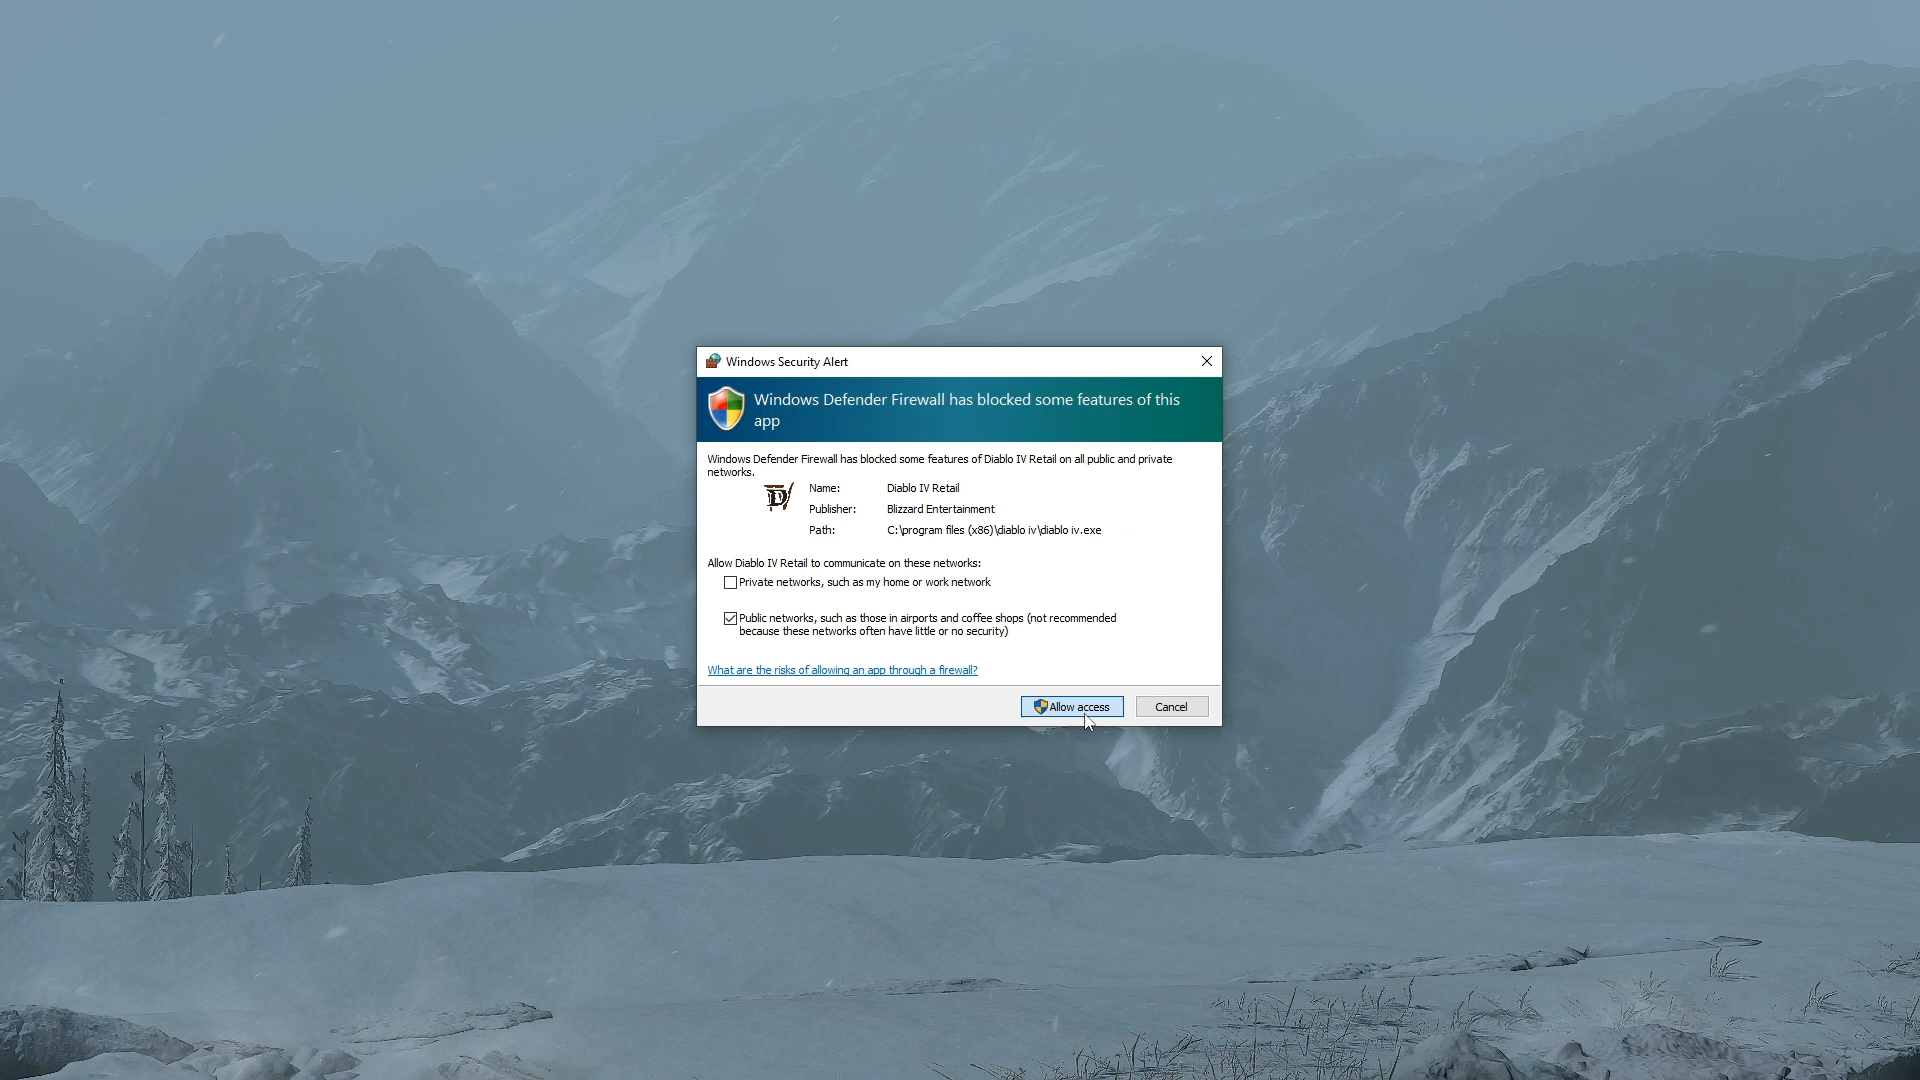 Windows Security Alert
Windows Defender Firewall has blocked some features of this
app
Windows Defender Firewall has blocked some features of Diablo IV Retail on all public and private
networks.
Name: Diablo IV Retail
Publisher: Blizzard Entertainment
Path: C:\program files (x86)\diablo iv\diablo iv.exe
Allow Diablo IV Retail to communicate on these networks:
Private networks, such as my home or work network
Public networks, such as those in airports and coffee shops (not recommended
because these networks often have little or no security)
What are the risks of allowing an app through a firewall?
Allow access Cancel